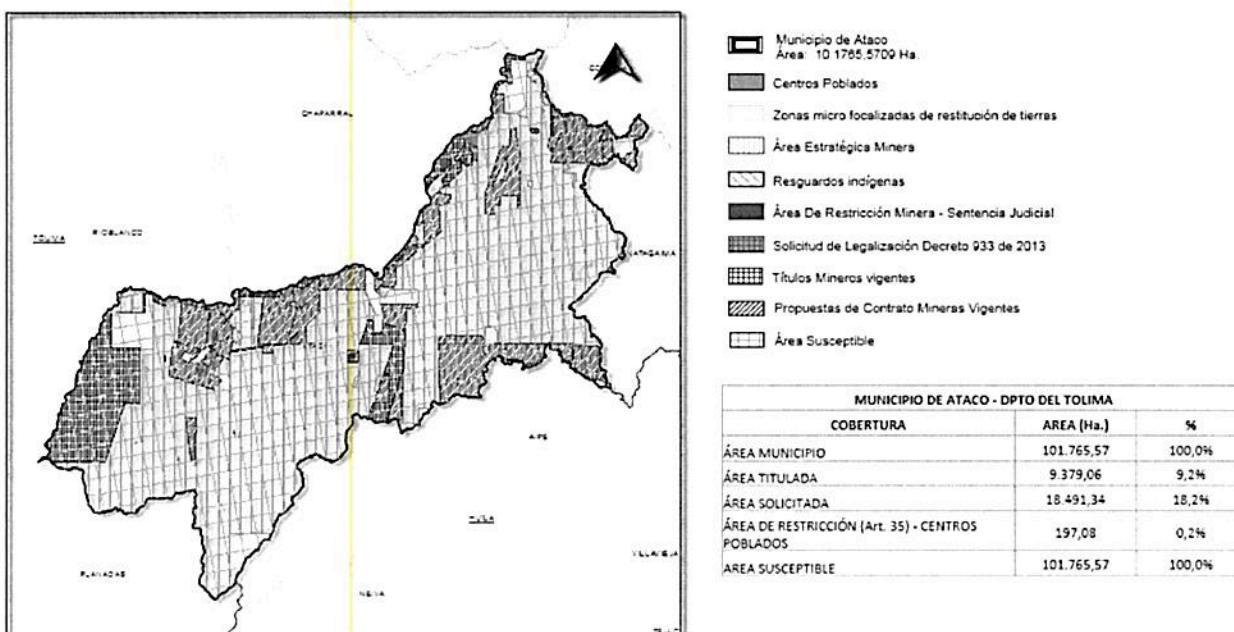 CHAPARRAL
TOLIMA
RIOBLANCO
NATAGAIMA
AIPE
HUILA
PLANADAS
NEIVA
Municipio de Ataco
Área: 10 1765,5709 Ha.
Centros Poblados
Zonas micro focalizadas de restitución de tierras
Área Estratégica Minera
Resguardos indígenas
Área De Restricción Minera - Sentencia Judicial
Solicitud de Legalización Decreto 933 de 2013
Títulos Mineros vigentes
Propuestas de Contrato Mineras Vigentes
Área Susceptible
MUNICIPIO DE ATACO - DPTO DEL TOLIMA
COBERTURA AREA (Ha.) %
ÁREA MUNICIPIO 101.765,57 100,0%
ÁREA TITULADA 9.379,06 9,2%
ÁREA SOLICITADA 18.491,34 18,2%
ÁREA DE RESTRICCIÓN (Art. 35) - CENTROS
POBLADOS 197,08 0,2%
AREA SUSCEPTIBLE 101.765,57 100,0%